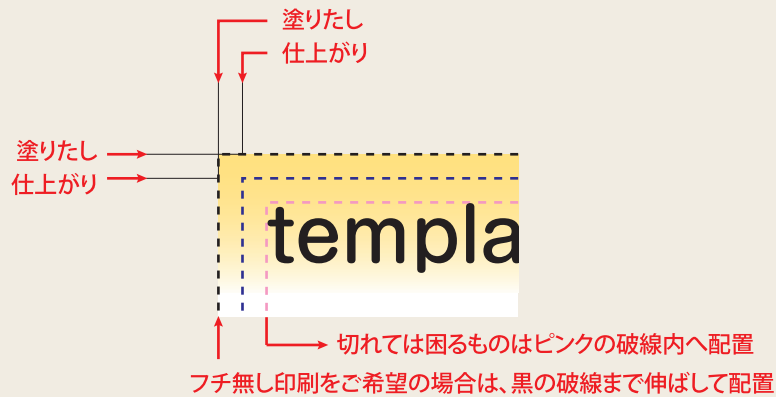 塗りたし
仕上がり
塗りたし
仕上がり
templa
切れては困るものはピンクの破線内へ配置
フチ無し印刷をご希望の場合は、黒の破線まで伸ばして配置